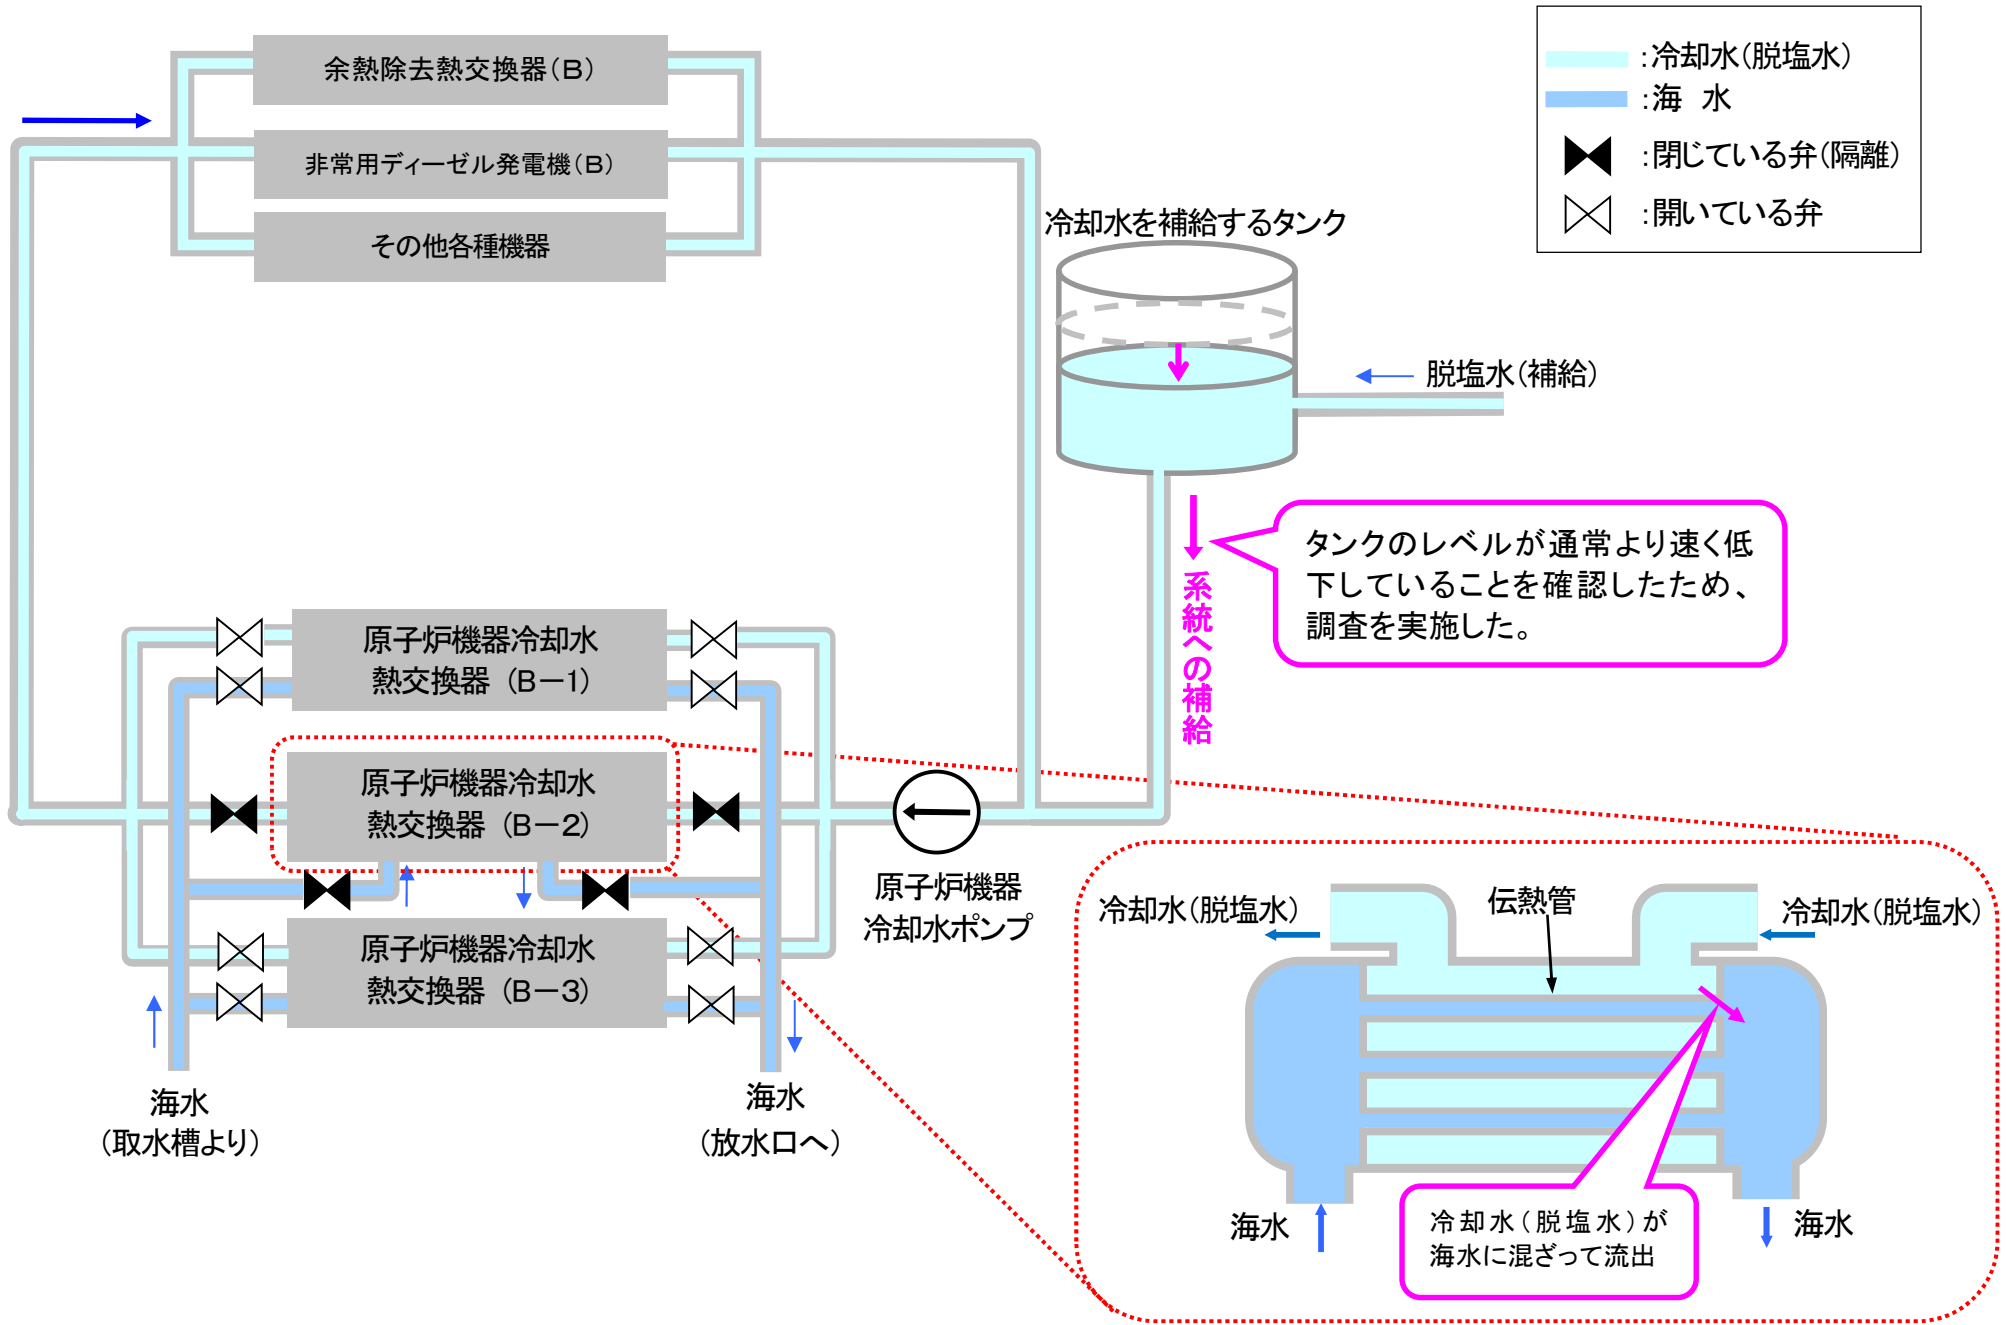 余熱除去熱交換器(B)
非常用ディーゼル発電機(B)
その他各種機器
:冷却水(脱塩水)
:海 水
:閉じている弁(隔離)
:開いている弁
冷却水を補給するタンク
脱塩水(補給)
タンクのレベルが通常より速く低
下していることを確認したため、
調査を実施した。
系統への補給
原子炉機器冷却水
熱交換器 (B-1)
原子炉機器冷却水
熱交換器 (B-2)
原子炉機器冷却水
熱交換器 (B-3)
原子炉機器
冷却水ポンプ
海水
(取水槽より)
海水
(放水口へ)
冷却水(脱塩水)
伝熱管
冷却水(脱塩水)
海水
冷却水(脱塩水)が
海水に混ざって流出
海水